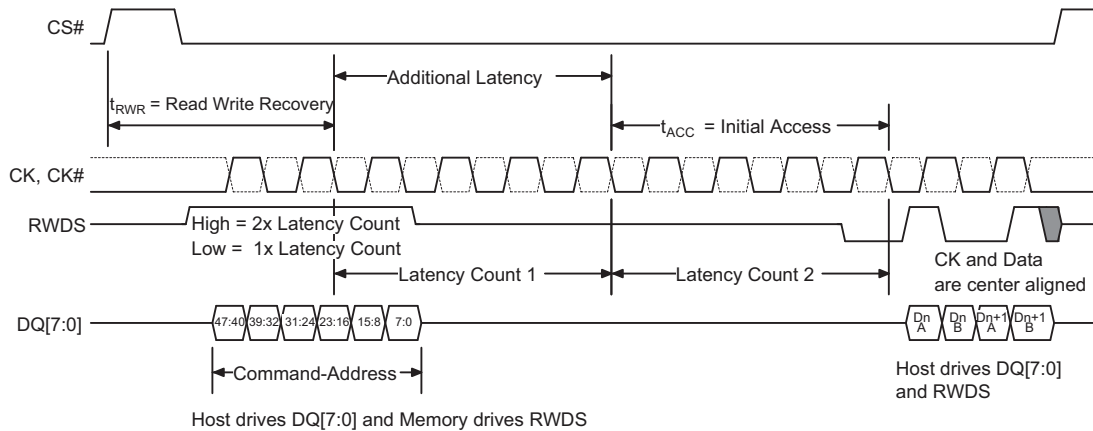 CS#
Additional Latency
tRWR = Read Write Recovery
tACC = Initial Access
CK, CK#
RWDS
High = 2x Latency Count
Low = 1x Latency Count
CK and Data
are center aligned
Latency Count 1
Latency Count 2
DQ[7:0]
47:40 39:32 31:24 23:16 15:8 7:0
Dn A
Dn B
Dn+1 A
Dn+1 B
Command-Address
Host drives DQ[7:0]
and RWDS
Host drives DQ[7:0] and Memory drives RWDS